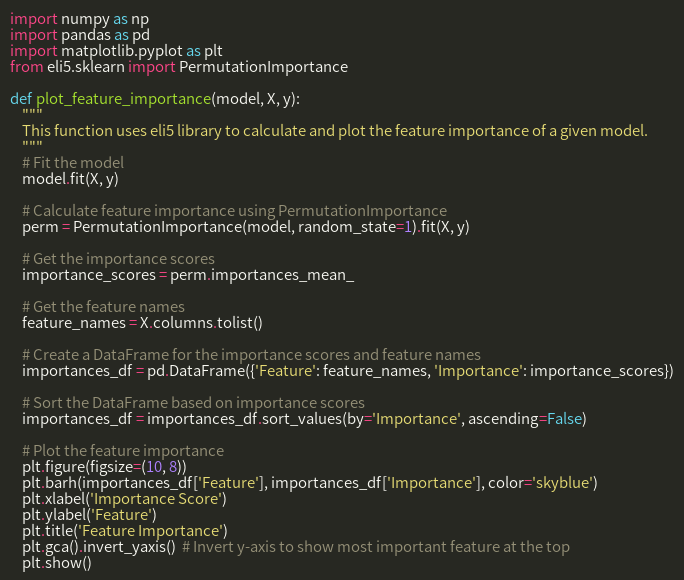 import numpy as np
import pandas as pd
import matplotlib.pyplot as plt
from eli5.sklearn import PermutationImportance

def plot_feature_importance(model, X, y):
    """
    This function uses eli5 library to calculate and plot the feature importance of a given model.
    """
    # Fit the model
    model.fit(X, y)

    # Calculate feature importance using PermutationImportance
    perm = PermutationImportance(model, random_state=1).fit(X, y)

    # Get the importance scores
    importance_scores = perm.importances_mean_

    # Get the feature names
    feature_names = X.columns.tolist()

    # Create a DataFrame for the importance scores and feature names
    importances_df = pd.DataFrame({'Feature': feature_names, 'Importance': importance_scores})

    # Sort the DataFrame based on importance scores
    importances_df = importances_df.sort_values(by='Importance', ascending=False)

    # Plot the feature importance
    plt.figure(figsize=(10, 8))
    plt.barh(importances_df['Feature'], importances_df['Importance'], color='skyblue')
    plt.xlabel('Importance Score')
    plt.ylabel('Feature')
    plt.title('Feature Importance')
    plt.gca().invert_yaxis()  # Invert y-axis to show most important feature at the top
    plt.show()